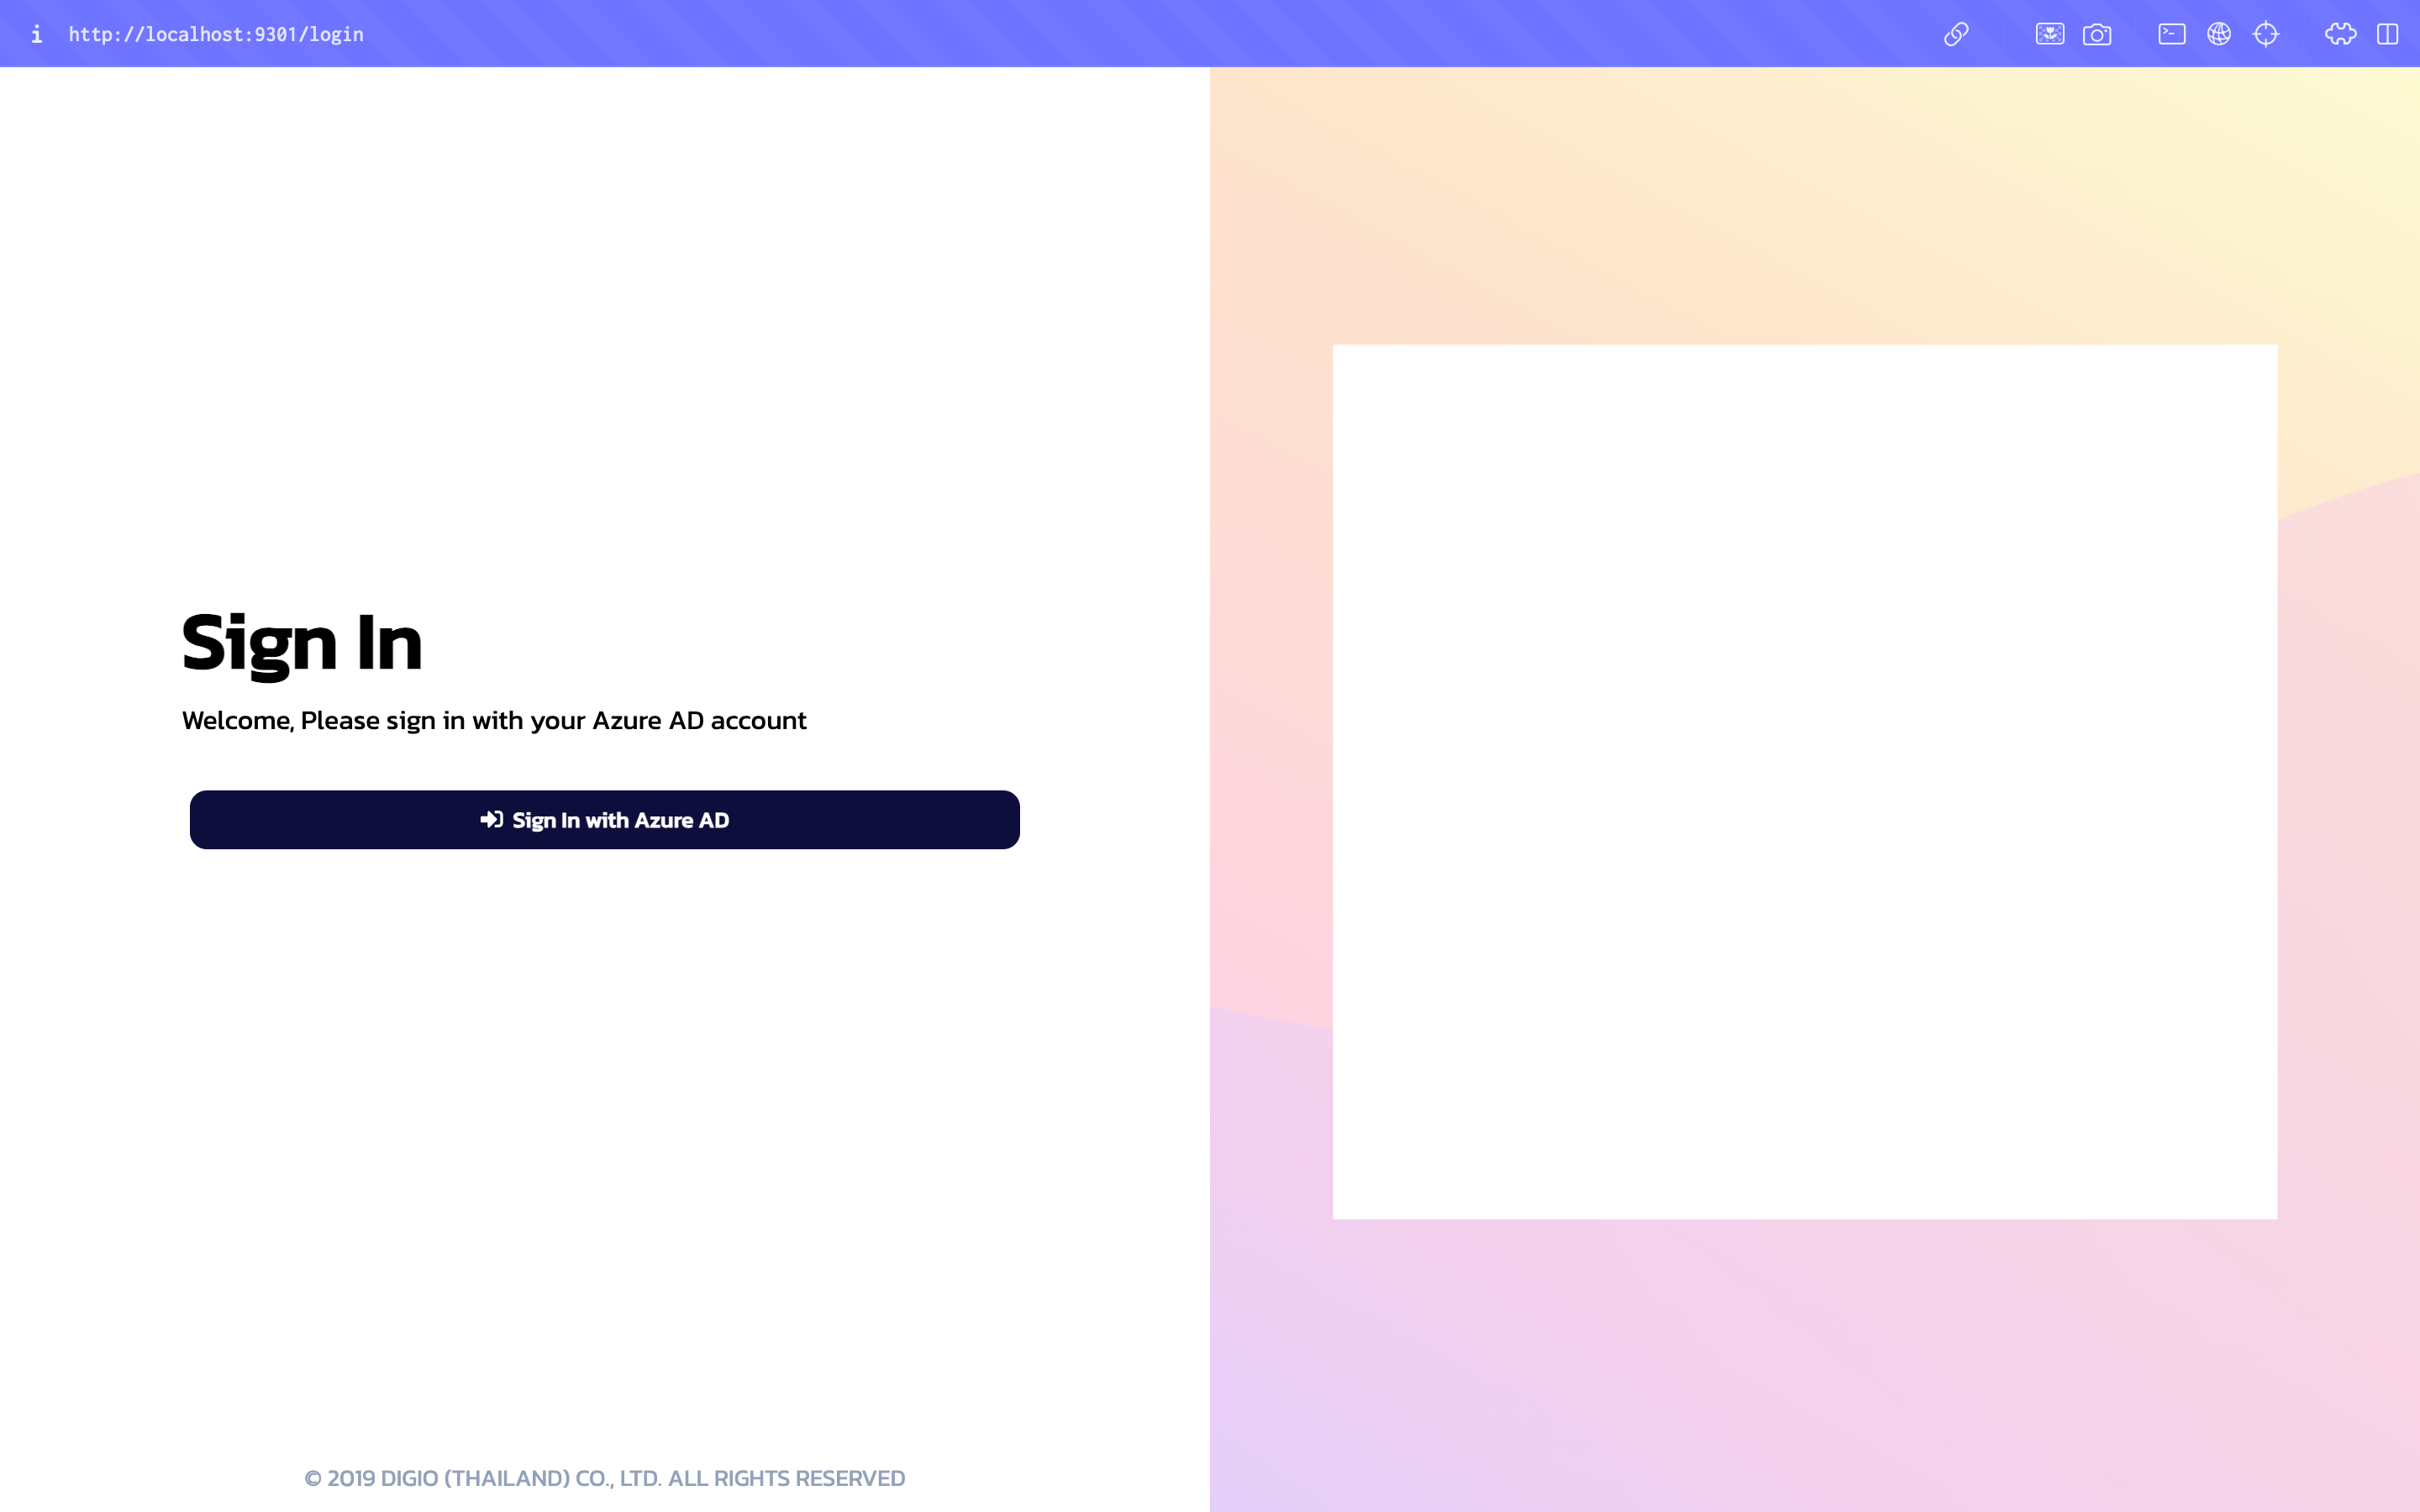 i http://localhost:9301/login
Sign In
Welcome, Please sign in with your Azure AD account
Sign In with Azure AD
© 2019 DIGIO (THAILAND) CO., LTD. ALL RIGHTS RESERVED